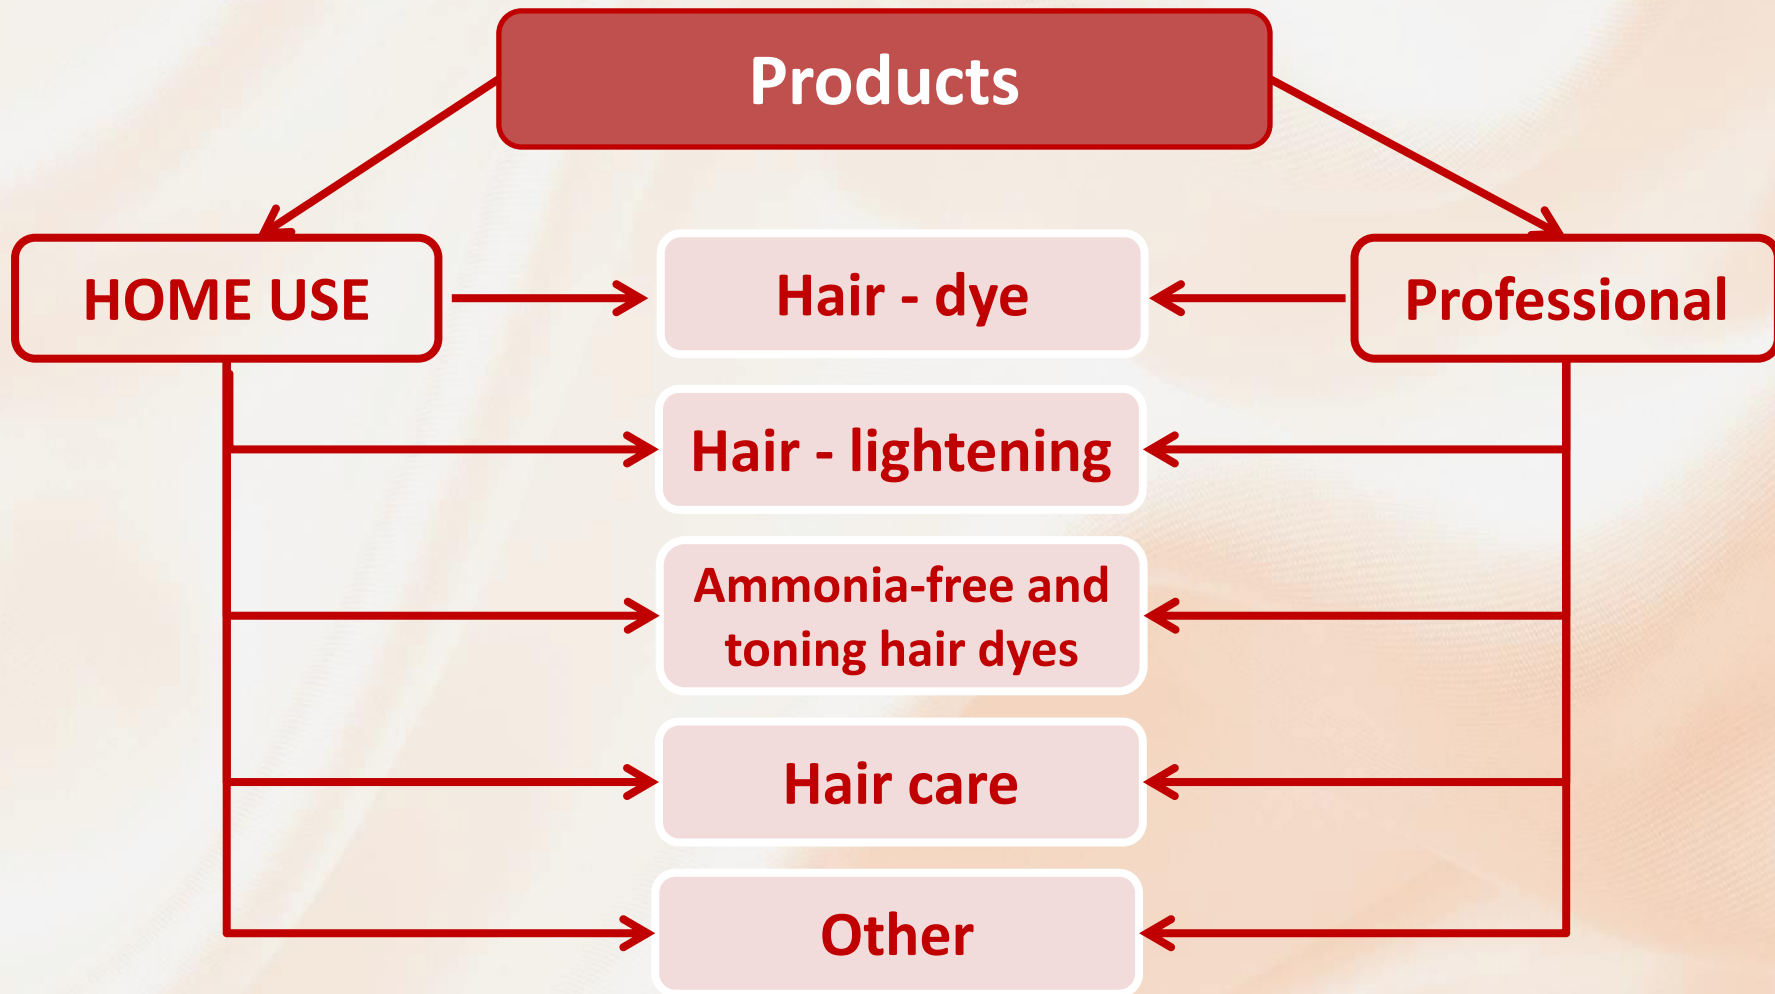 Products
HOME USE
Hair - dye
Professional
Hair - lightening
Ammonia-free and
toning hair dyes
Hair care
Other